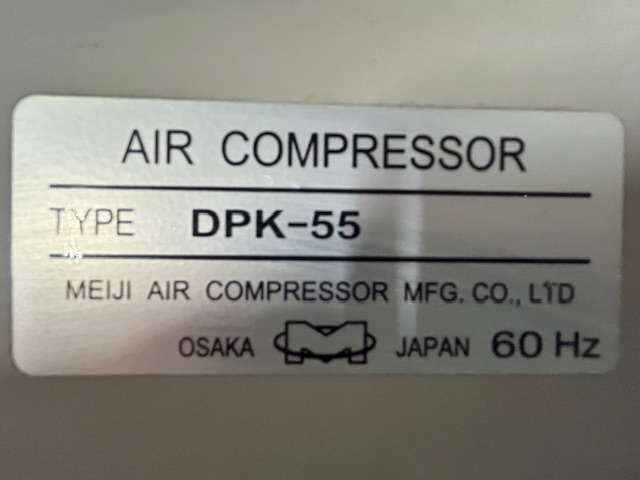 AIR COMPRESSOR
TYPE DPK-55
MEIJI AIR COMPRESSOR MFG. CO., LTD
OSAKA JAPAN 60 Hz